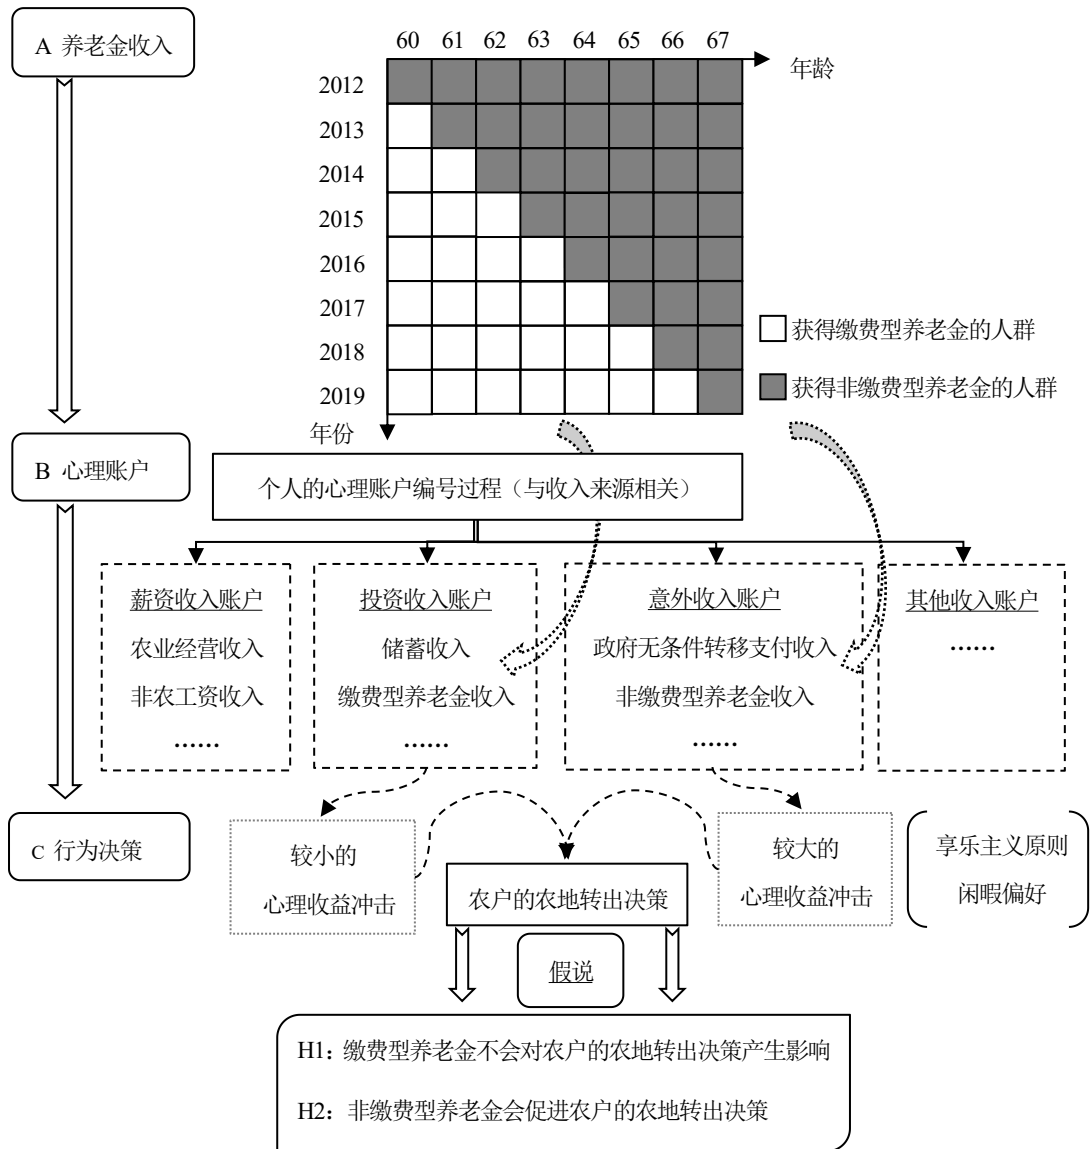 A 养老金收入
60 61 62 63 64 65 66 67
年龄
2012
2013
2014
2015
2016
2017
2018
2019
年份
获得缴费型养老金的人群
获得非缴费型养老金的人群
B 心理账户
个人的心理账户编号过程（与收入来源相关）
薪资收入账户
农业经营收入
非农工资收入
……
投资收入账户
储蓄收入
缴费型养老金收入
……
意外收入账户
政府无条件转移支付收入
非缴费型养老金收入
……
其他收入账户
……
C 行为决策
较小的
心理收益冲击
农户的农地转出决策
较大的
心理收益冲击
享乐主义原则
闲暇偏好
假说
H1：缴费型养老金不会对农户的农地转出决策产生影响
H2：非缴费型养老金会促进农户的农地转出决策